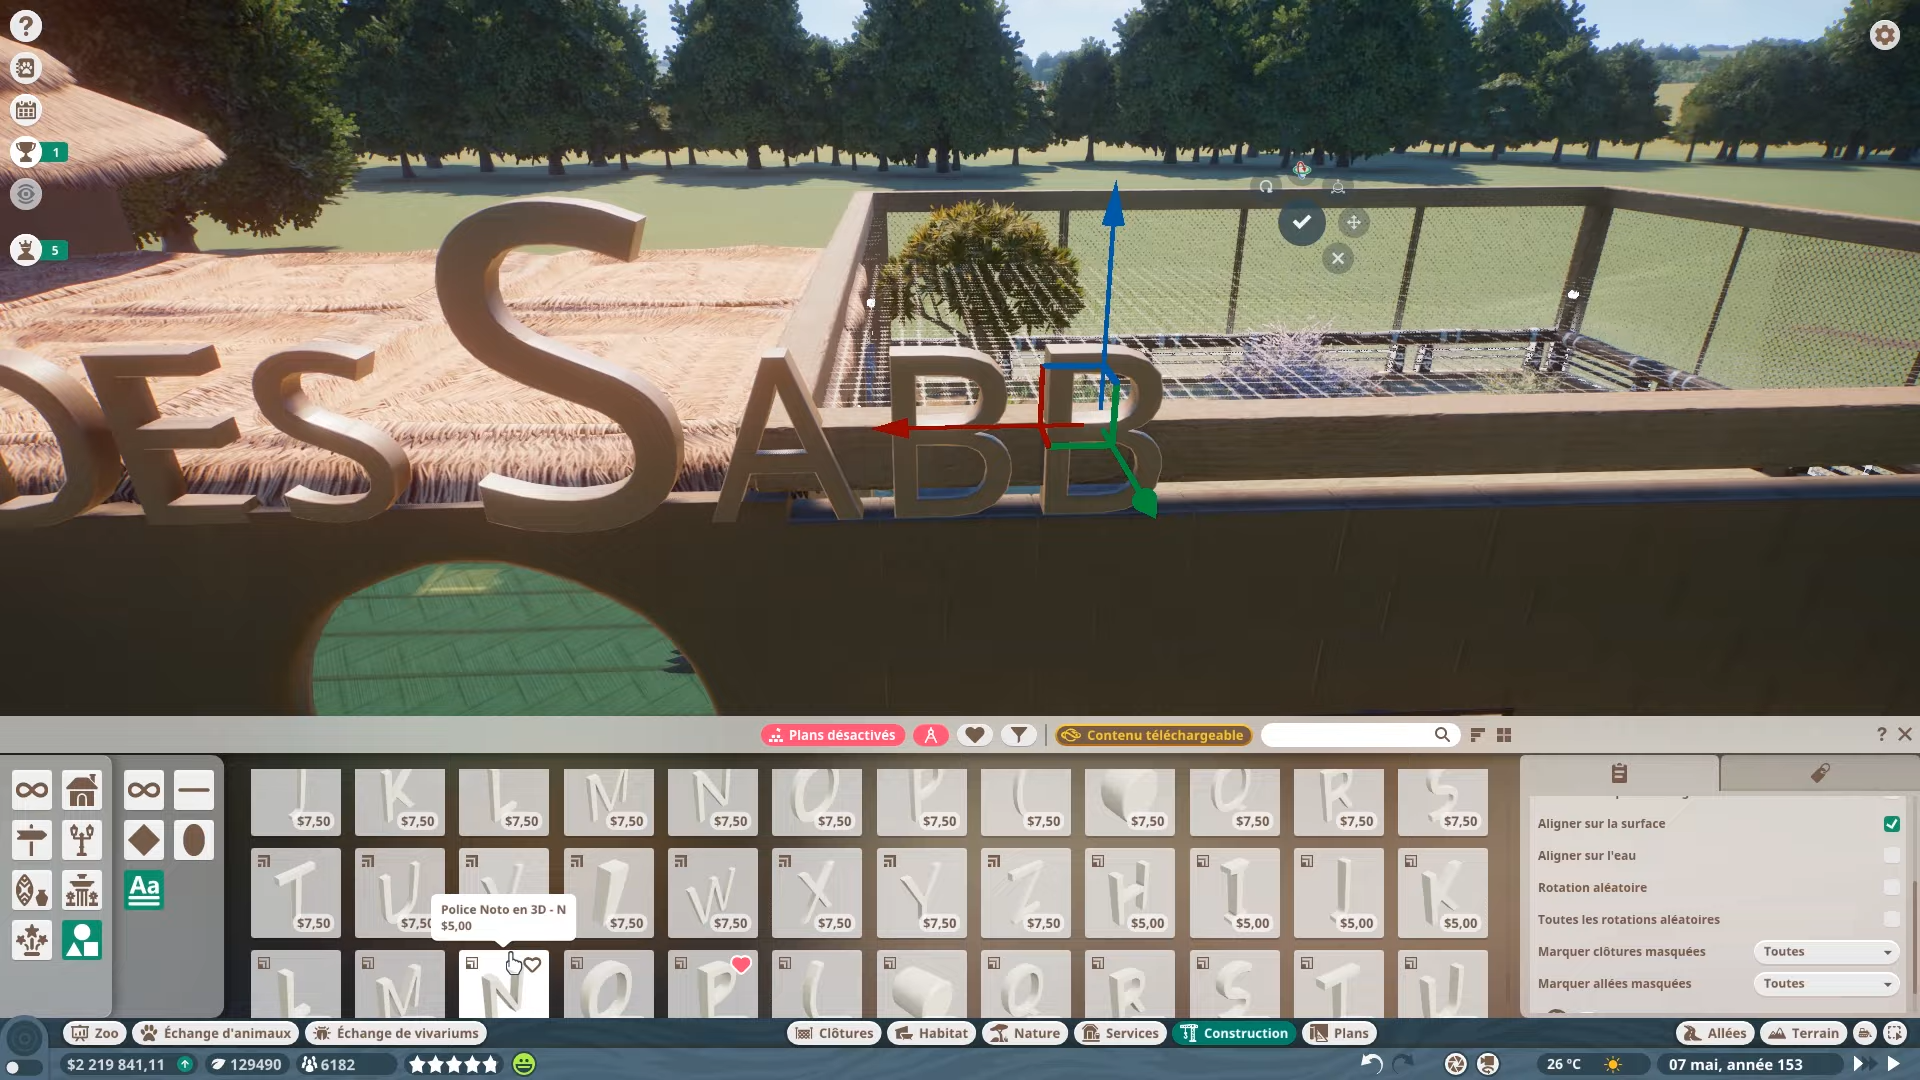 ?
1
5
DES SABB
Plans désactivés
Contenu téléchargeable
?
J K L M N O P ( Q R S
$7,50 $7,50 $7,50 $7,50 $7,50 $7,50 $7,50 $7,50 $7,50 $7,50 $7,50 $7,50
T U V W X Y Z H I J K
$7,50 $7,50 $7,50 $7,50 $7,50 $7,50 $7,50 $5,00 $5,00 $5,00 $5,00
Police Noto en 3D - N
$5,00
L M N O P ( Q R S T U
Aa
Aligner sur la surface
Aligner sur l'eau
Rotation aléatoire
Toutes les rotations aléatoires
Marquer clôtures masquées
Toutes
Marquer allées masquées
Toutes
Zoo
Échange d'animaux
Échange de vivariums
Clôtures
Habitat
Nature
Services
Construction
Plans
Allées
Terrain
$2 219 841,11
129490
6182
26 °C
07 mai, année 153